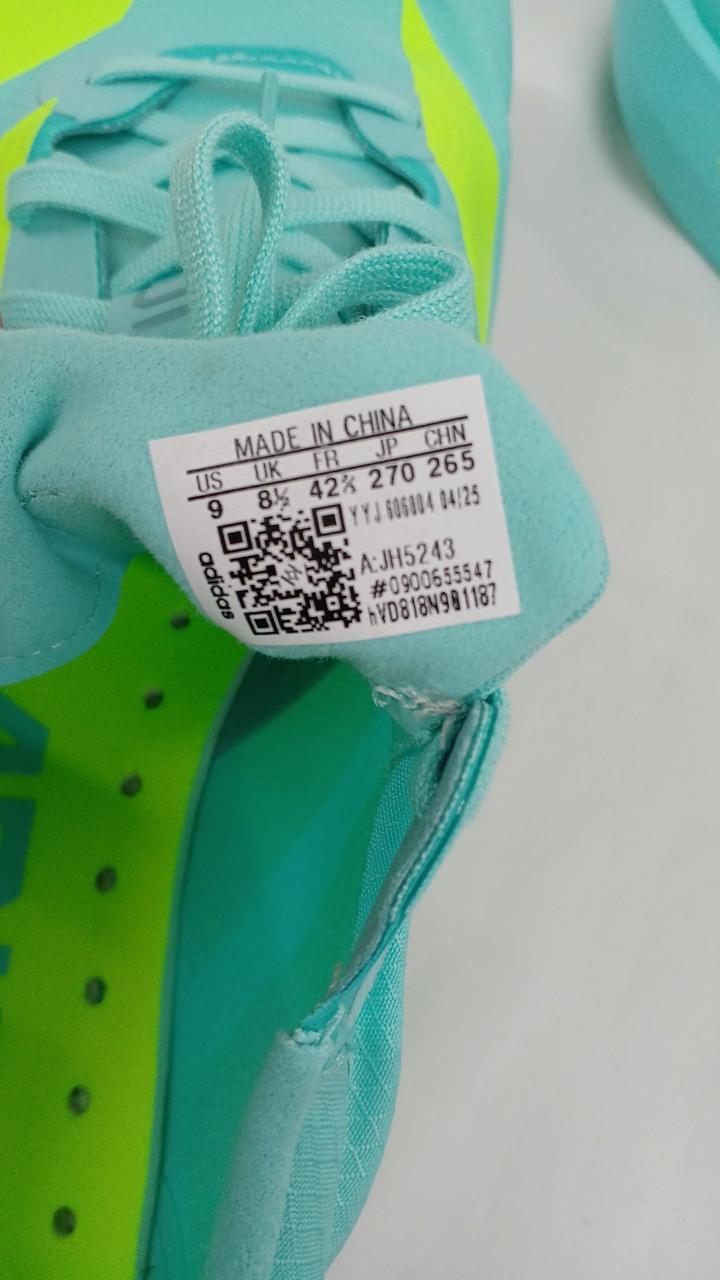 MADE IN CHINA
US UK FR JP CHN
9 8½ 42⅔ 270 265
YYJ 606004 04/25
A:JH5243
#0900655547
hVD818N901187
adidas